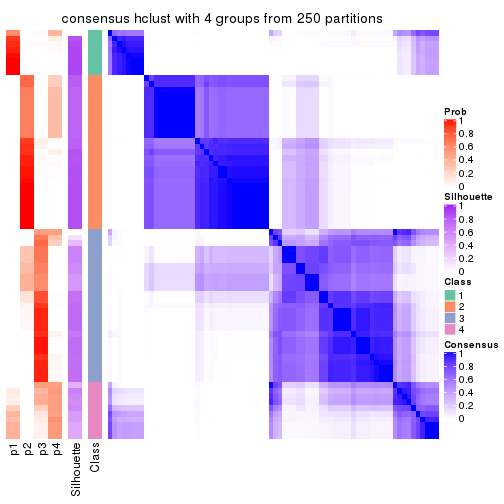 consensus hclust with 4 groups from 250 partitions
Prob
1
0.8
0.6
0.4
0.2
0
Silhouette
1
0.8
0.6
0.4
0.2
0
Class
1
2
3
4
Consensus
1
0.8
0.6
0.4
0.2
0
p1
p2
p3
p4
Silhouette
Class